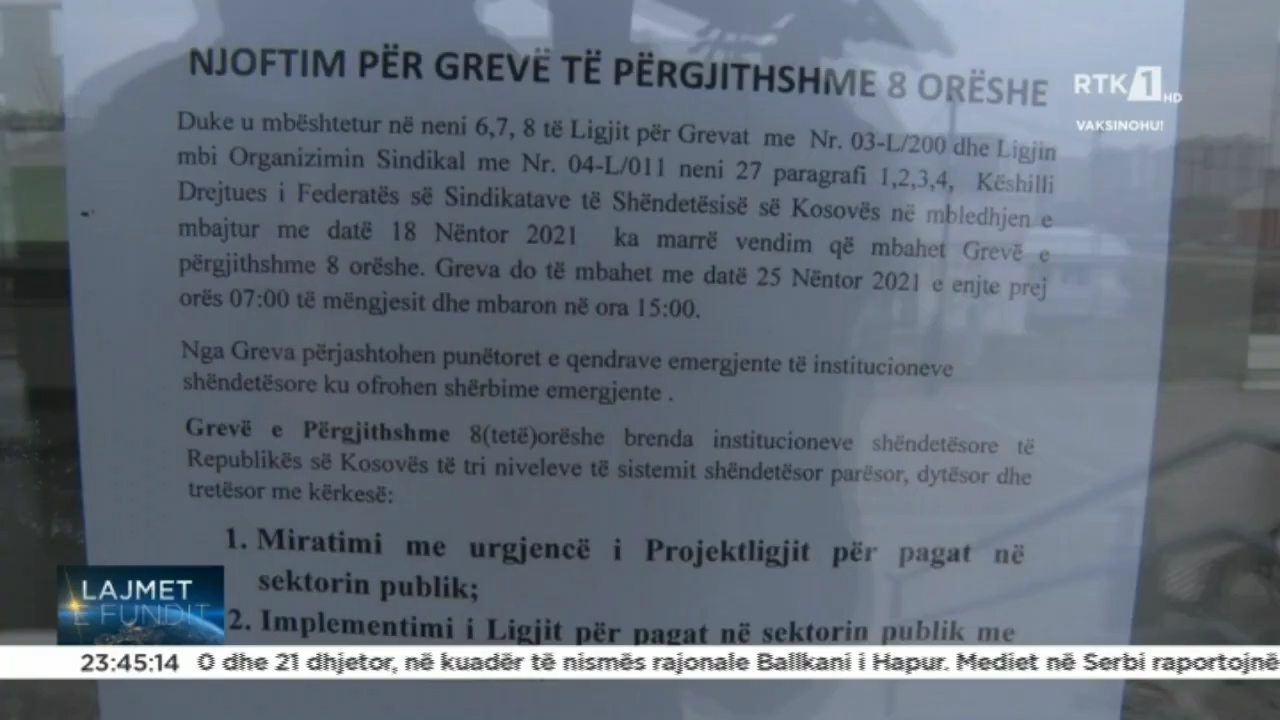 NJOFTIM PËR GREVË TË PËRGJITHSHME 8 ORËSHE
RTK 1 HD
VAKSINOHU!
Duke u mbështetur në neni 6,7, 8 të Ligjit për Grevat me Nr. 03-L/200 dhe Ligjin
mbi Organizimin Sindikal me Nr. 04-L/011 neni 27 paragrafi 1,2,3,4, Këshilli
Drejtues i Federatës së Sindikatave të Shëndetësisë së Kosovës në mbledhjen e
mbajtur me datë 18 Nëntor 2021 ka marrë vendim që mbahet Grevë e
përgjithshme 8 orëshe. Greva do të mbahet me datë 25 Nëntor 2021 e enjte prej
orës 07:00 të mëngjesit dhe mbaron në ora 15:00.
Nga Greva përjashtohen punëtoret e qendrave emergjente të institucioneve
shëndetësore ku ofrohen shërbime emergjente .
Grevë e Përgjithshme 8(tetë)orëshe brenda institucioneve shëndetësore të
Republikës së Kosovës të tri niveleve të sistemit shëndetësor parësor, dytësor dhe
tretësor me kërkesë:
1. Miratimi me urgjencë i Projektligjit për pagat në
sektorin publik;
2. Implementimi i Ligjit për pagat në sektorin publik me
LAJMET
E FUNDIT
23:45:14 0 dhe 21 dhjetor, në kuadër të nismës rajonale Ballkani i Hapur. Mediet në Serbi raportojnë